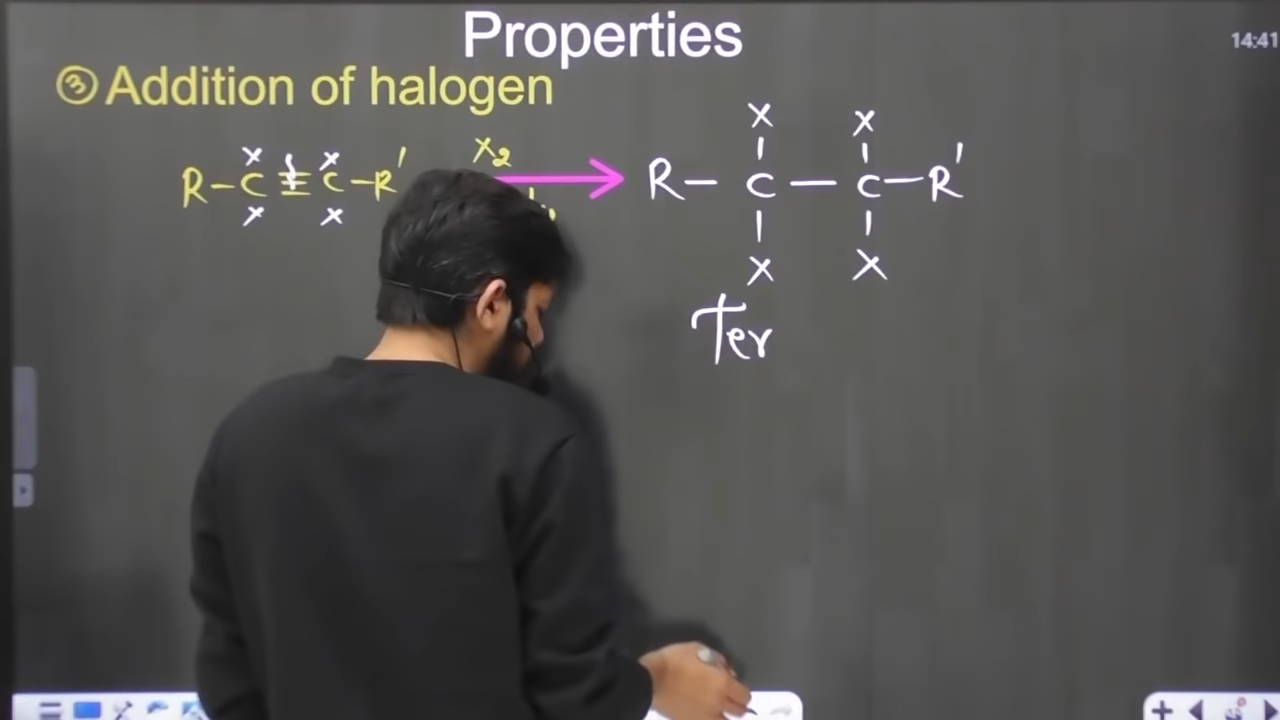 Properties
14:41
③ Addition of halogen
X X X X
R-C≡C-R' X2 R-C-C-R'
X X X X
Ter